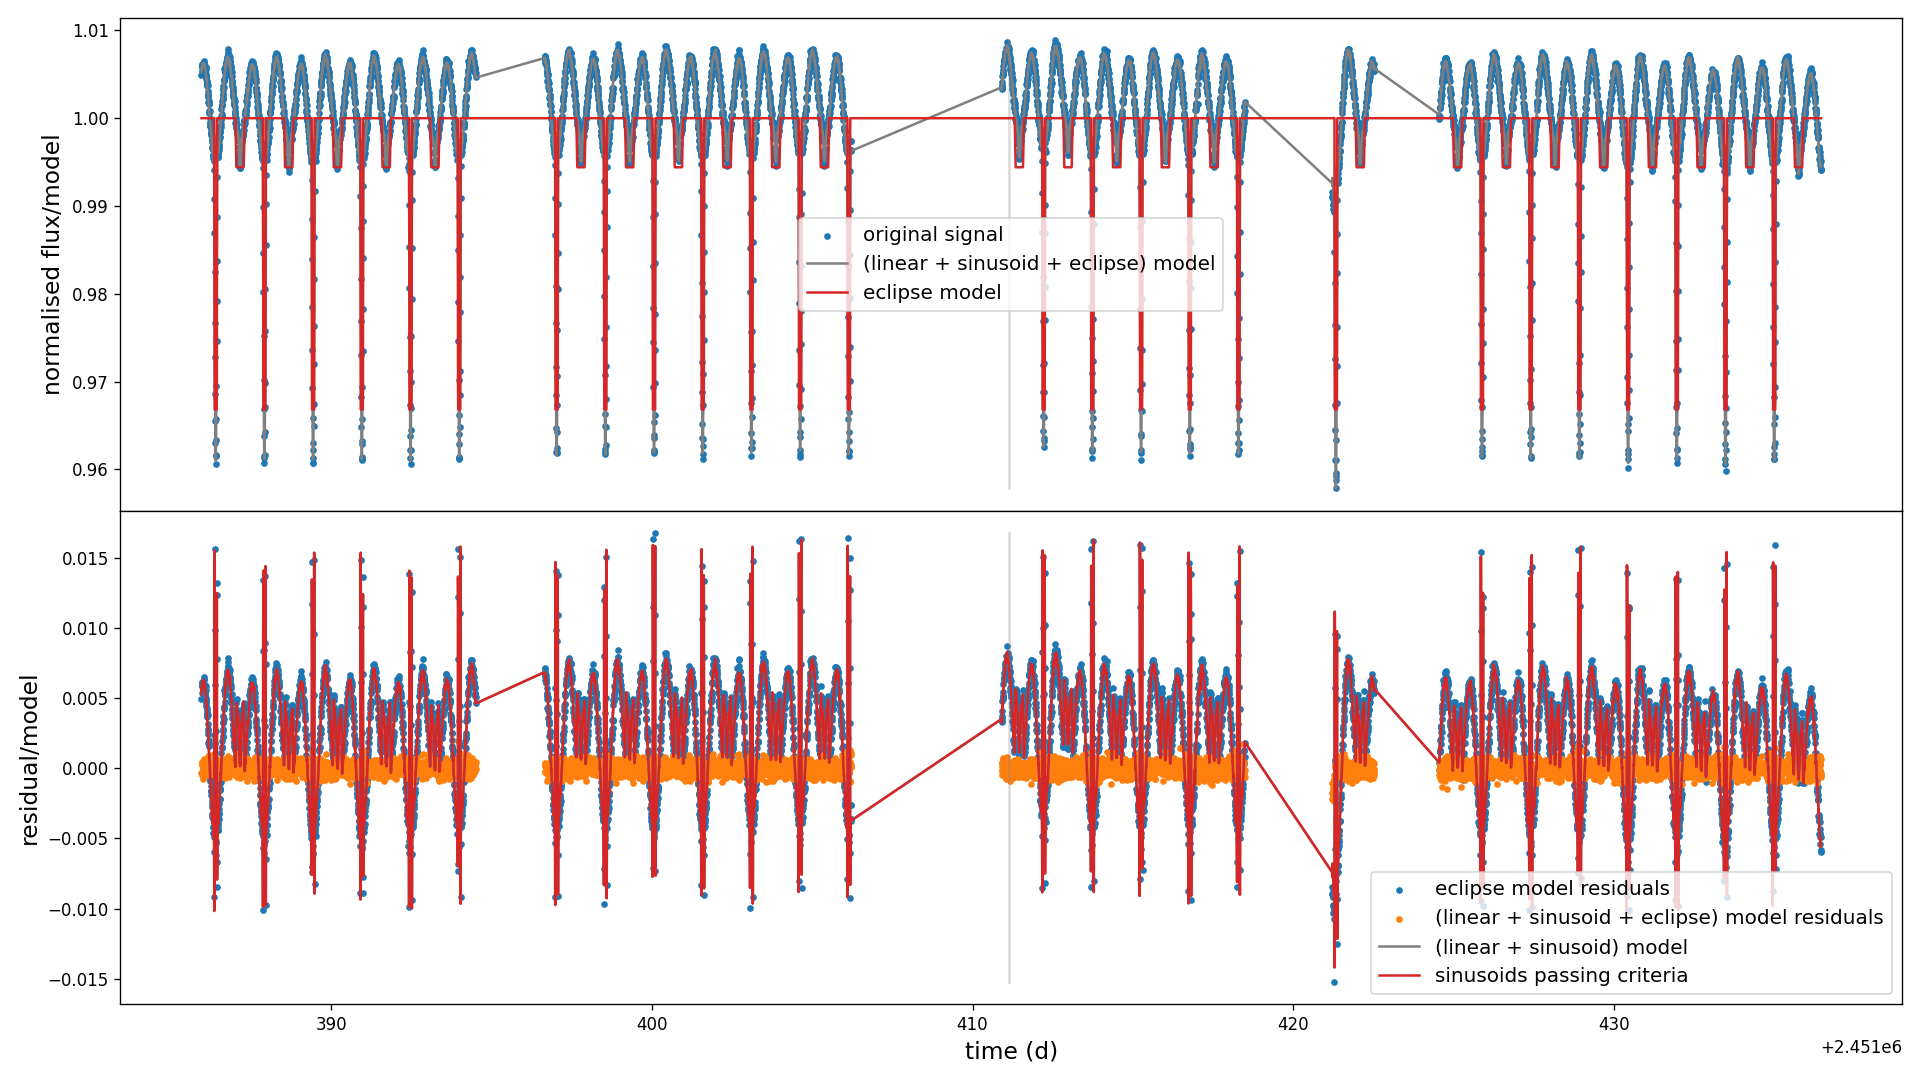 1.01
1.00
0.99
0.98
0.97
0.96
normalised flux/model
original signal
(linear + sinusoid + eclipse) model
eclipse model
0.015
0.010
0.005
0.000
−0.005
−0.010
−0.015
residual/model
eclipse model residuals
(linear + sinusoid + eclipse) model residuals
(linear + sinusoid) model
sinusoids passing criteria
390
400
410
420
430
time (d)
+2.451e6